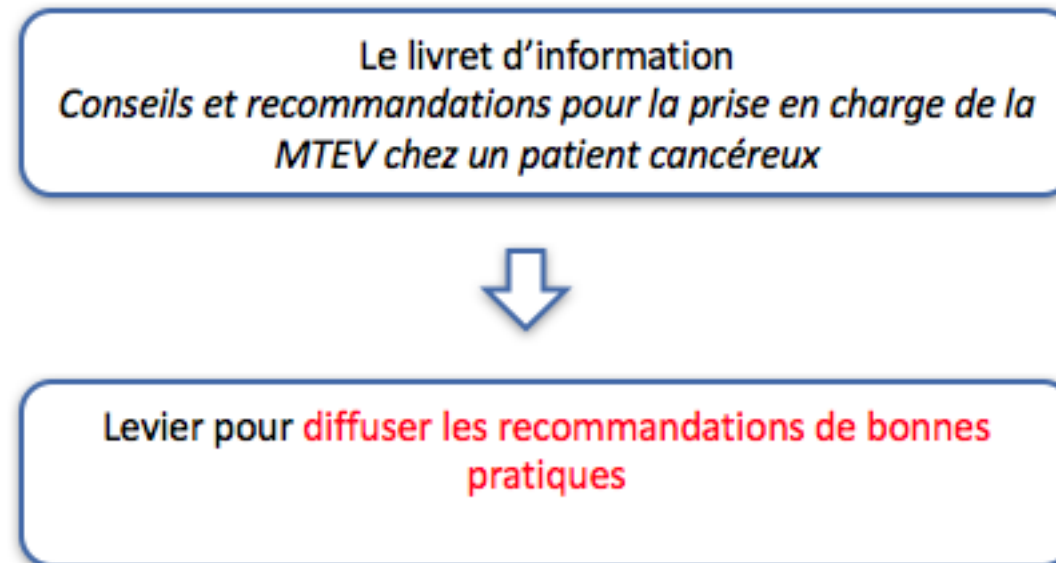 Le livret d’information
Conseils et recommandations pour la prise en charge de la
MTEV chez un patient cancéreux
Levier pour diffuser les recommandations de bonnes
pratiques